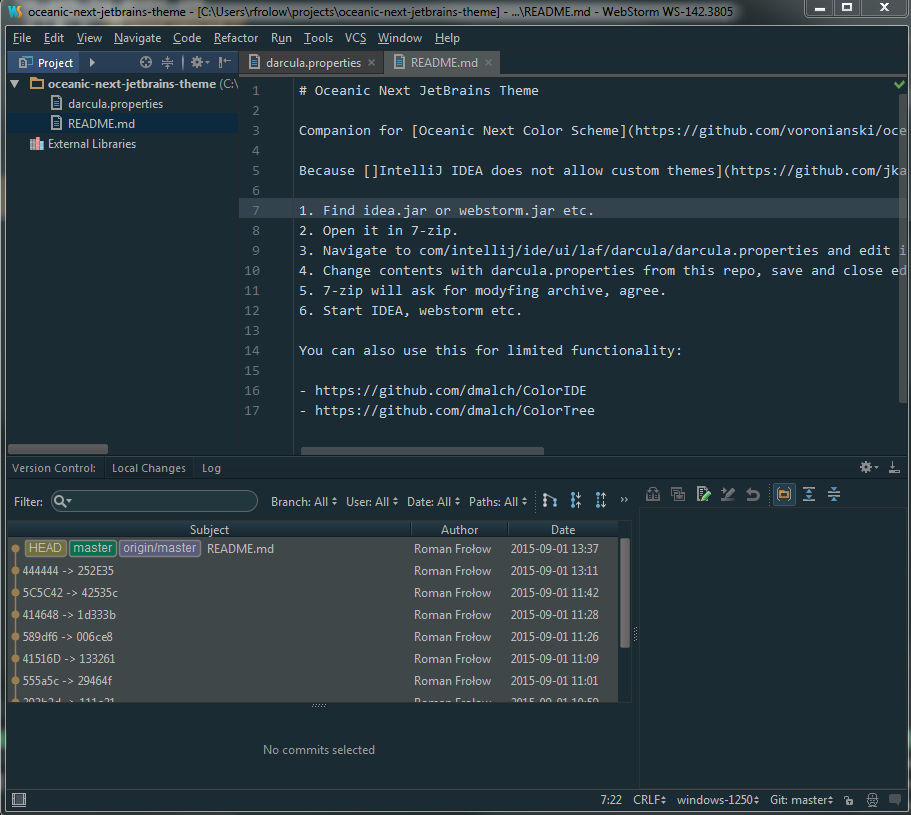 oceanic-next-jetbrains-theme - [C:\Users\rfrolow\projects\oceanic-next-jetbrains-theme] - ...\README.md - WebStorm WS-142.3805
File Edit View Navigate Code Refactor Run Tools VCS Window Help
Project
darcula.properties
README.md
oceanic-next-jetbrains-theme (C:\
darcula.properties
README.md
External Libraries
1 # Oceanic Next JetBrains Theme
2
3 Companion for [Oceanic Next Color Scheme](https://github.com/voronianski/oce
4
5 Because []IntelliJ IDEA does not allow custom themes](https://github.com/jka
6
7 1. Find idea.jar or webstorm.jar etc.
8 2. Open it in 7-zip.
9 3. Navigate to com/intellij/ide/ui/laf/darcula/darcula.properties and edit i
10 4. Change contents with darcula.properties from this repo, save and close ed
11 5. 7-zip will ask for modyfing archive, agree.
12 6. Start IDEA, webstorm etc.
13
14 You can also use this for limited functionality:
15
16 - https://github.com/dmalch/ColorIDE
17 - https://github.com/dmalch/ColorTree
Version Control: Local Changes Log
Filter: Branch: All User: All Date: All Paths: All
Subject Author Date
HEAD master origin/master README.md Roman Frołow 2015-09-01 13:37
444444 -> 252E35 Roman Frołow 2015-09-01 13:11
5C5C42 -> 42535c Roman Frołow 2015-09-01 11:42
414648 -> 1d333b Roman Frołow 2015-09-01 11:28
589df6 -> 006ce8 Roman Frołow 2015-09-01 11:26
41516D -> 133261 Roman Frołow 2015-09-01 11:09
555a5c -> 29464f Roman Frołow 2015-09-01 11:01
Roman Frołow 2015-09-01 10:59
No commits selected
7:22 CRLF windows-1250 Git: master